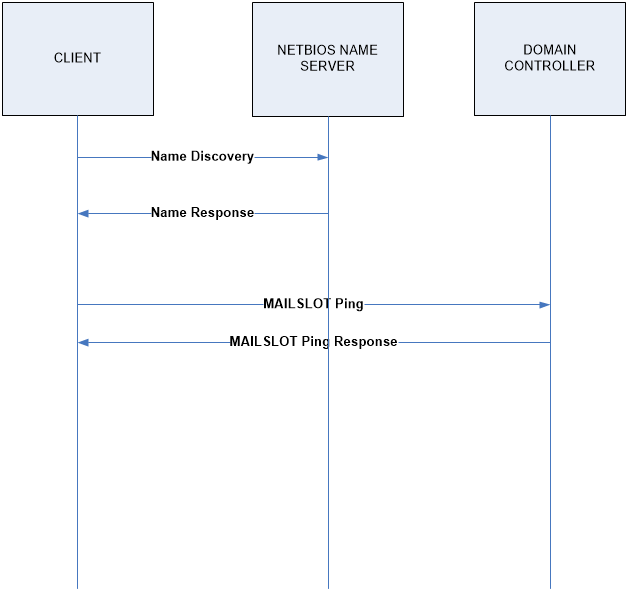 CLIENT
NETBIOS NAME
SERVER
DOMAIN
CONTROLLER
Name Discovery
Name Response
MAILSLOT Ping
MAILSLOT Ping Response